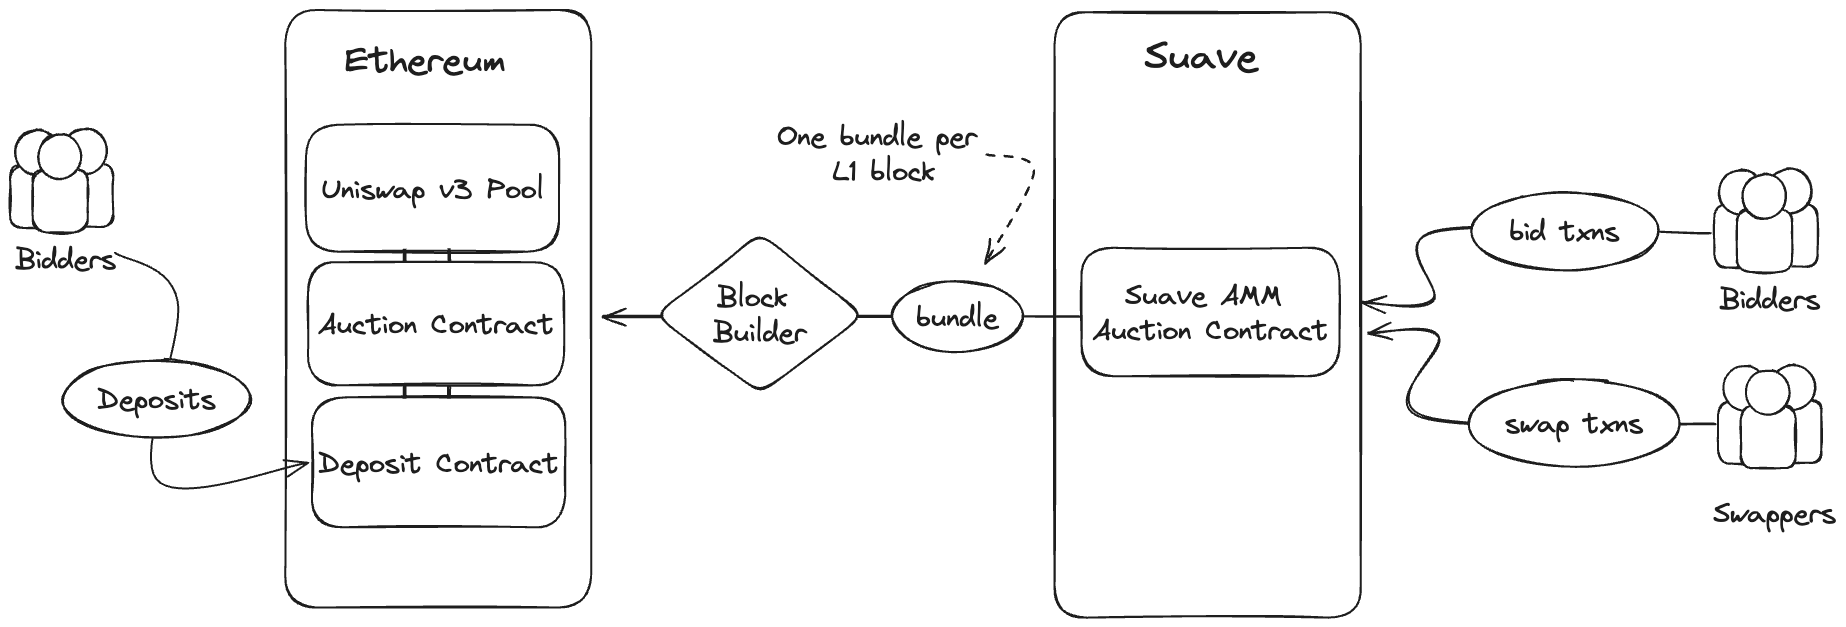 Ethereum
Suave
One bundle per
L1 block
Uniswap v3 Pool
Bidders
bid txns
Bidders
Block
Builder
bundle
Suave AMM
Auction Contract
Auction Contract
Deposits
swap txns
Deposit Contract
Swappers